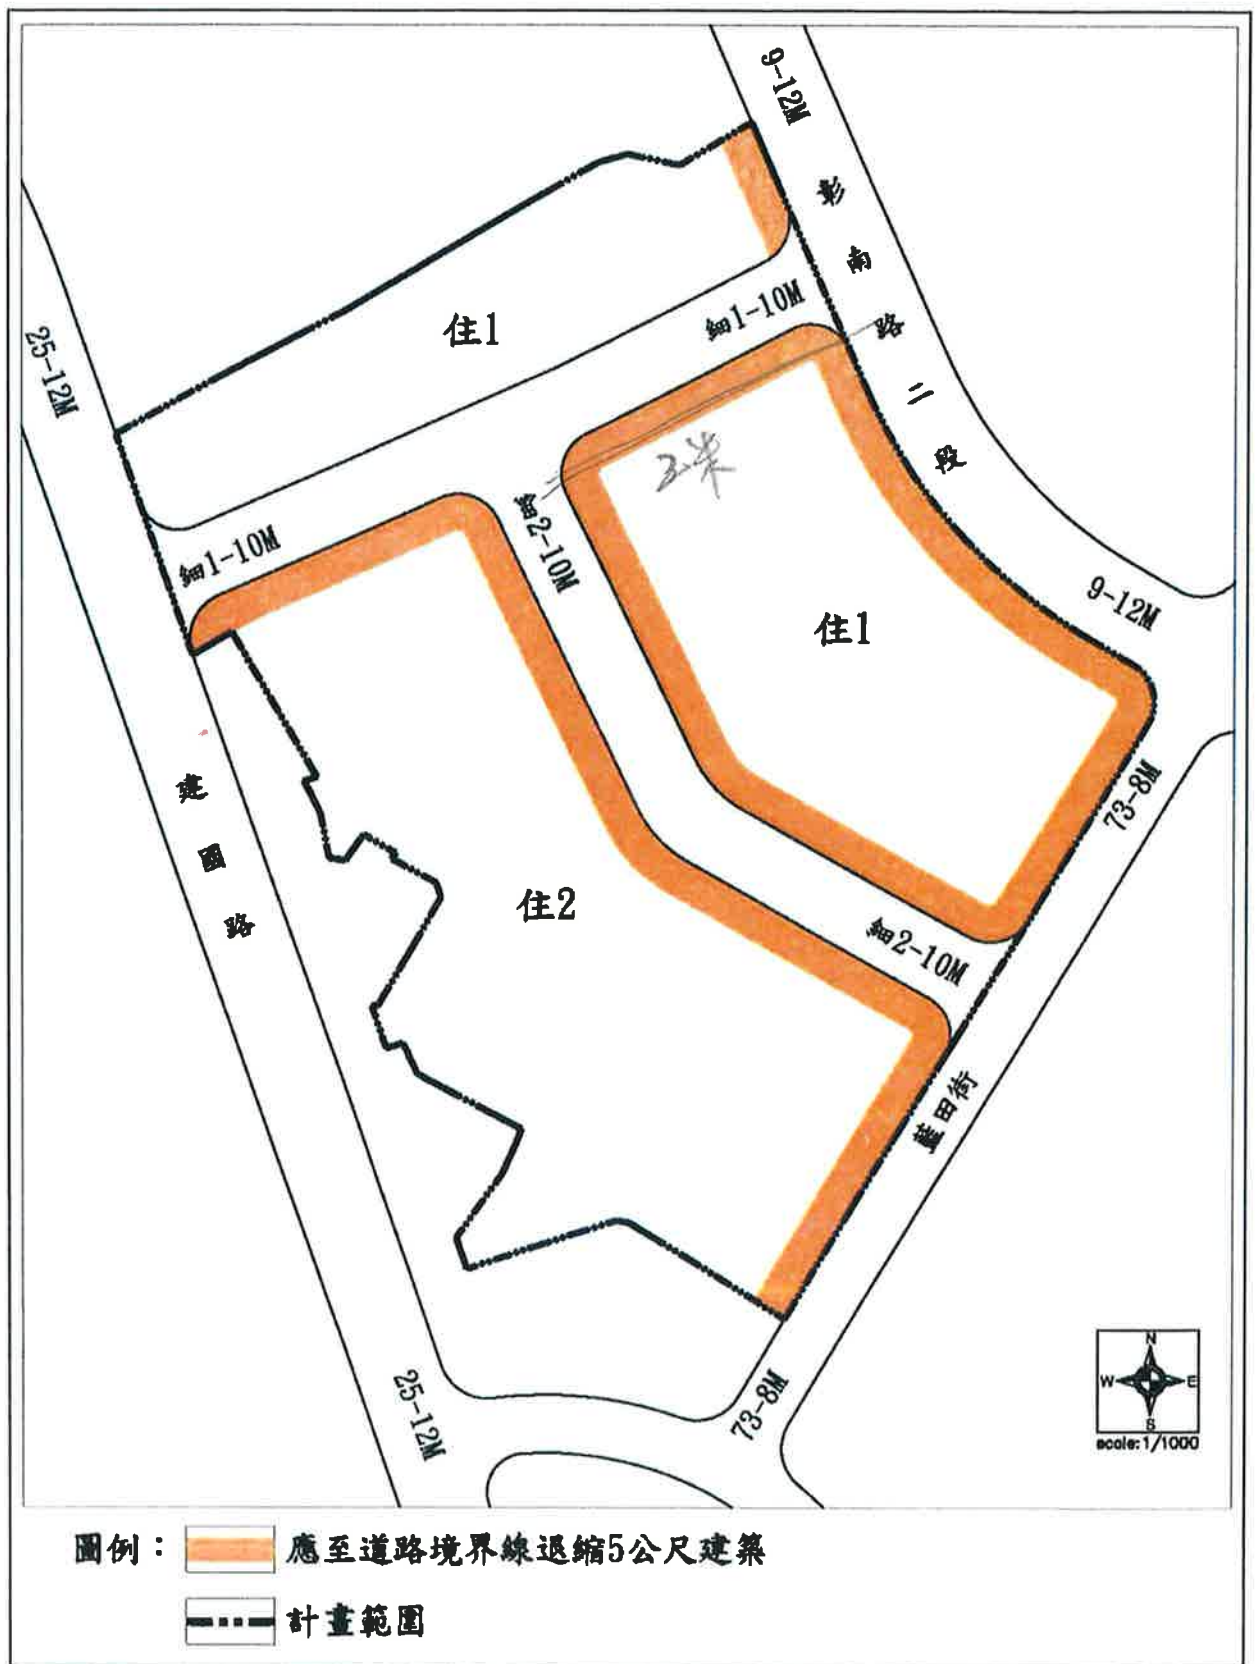 9-12M
彰南路二段
25-12M
住1
細1-10M
細1-10M
細2-10M
住1
9-12M
建國路
73-8M
住2
細2-10M
藍田街
25-12M
73-8M
N
W E
S
scale:1/1000
圖例：
應至道路境界線退縮5公尺建築
計畫範圍